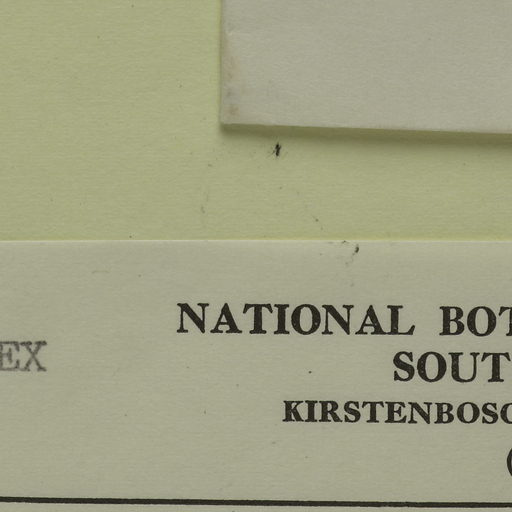 NATIONAL BOT
EX
SOUT
KIRSTENBOSC
(